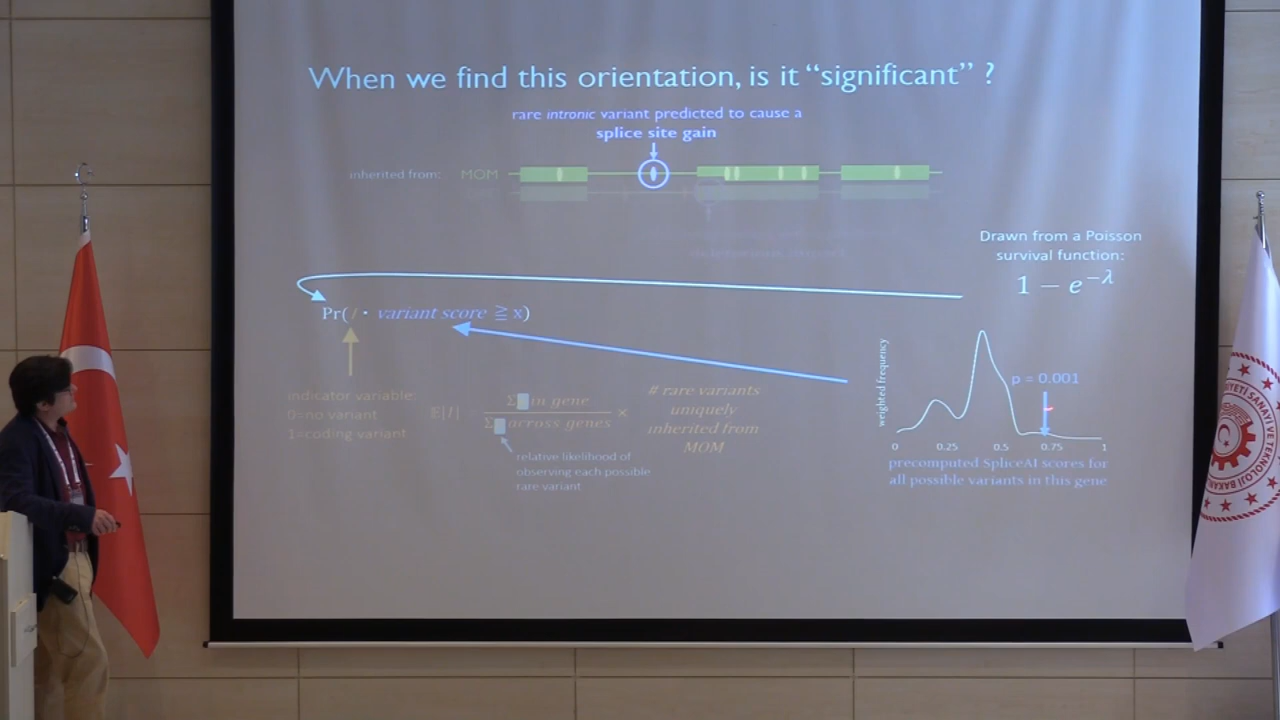 When we find this orientation, is it “significant” ?
rare intronic variant predicted to cause a
splice site gain
inherited from: MOM
Drawn from a Poisson
survival function:
1 − e^{−λ}
Pr(I · variant score ≧ x)
indicator variable:
0=no variant
1=coding variant
E[I]
Σ in gene
Σ across genes
×
# rare variants
uniquely
inherited from
MOM
relative likelihood of
observing each possible
rare variant
weighted frequency
p = 0.001
0 0.25 0.5 0.75 1
precomputed SpliceAI scores for
all possible variants in this gene